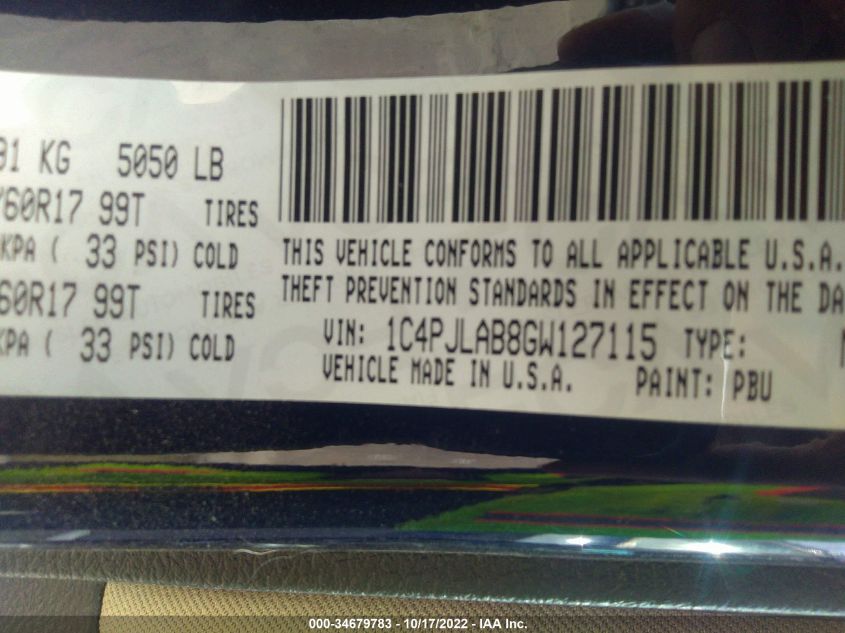 91 KG 5050 LB
/60R17 99T TIRES
KPA ( 33 PSI) COLD
60R17 99T TIRES
KPA ( 33 PSI) COLD
THIS VEHICLE CONFORMS TO ALL APPLICABLE U.S.A.
THEFT PREVENTION STANDARDS IN EFFECT ON THE DA
VIN: 1C4PJLAB8GW127115 TYPE:
VEHICLE MADE IN U.S.A. PAINT: PBU
000-34679783 - 10/17/2022 - IAA Inc.